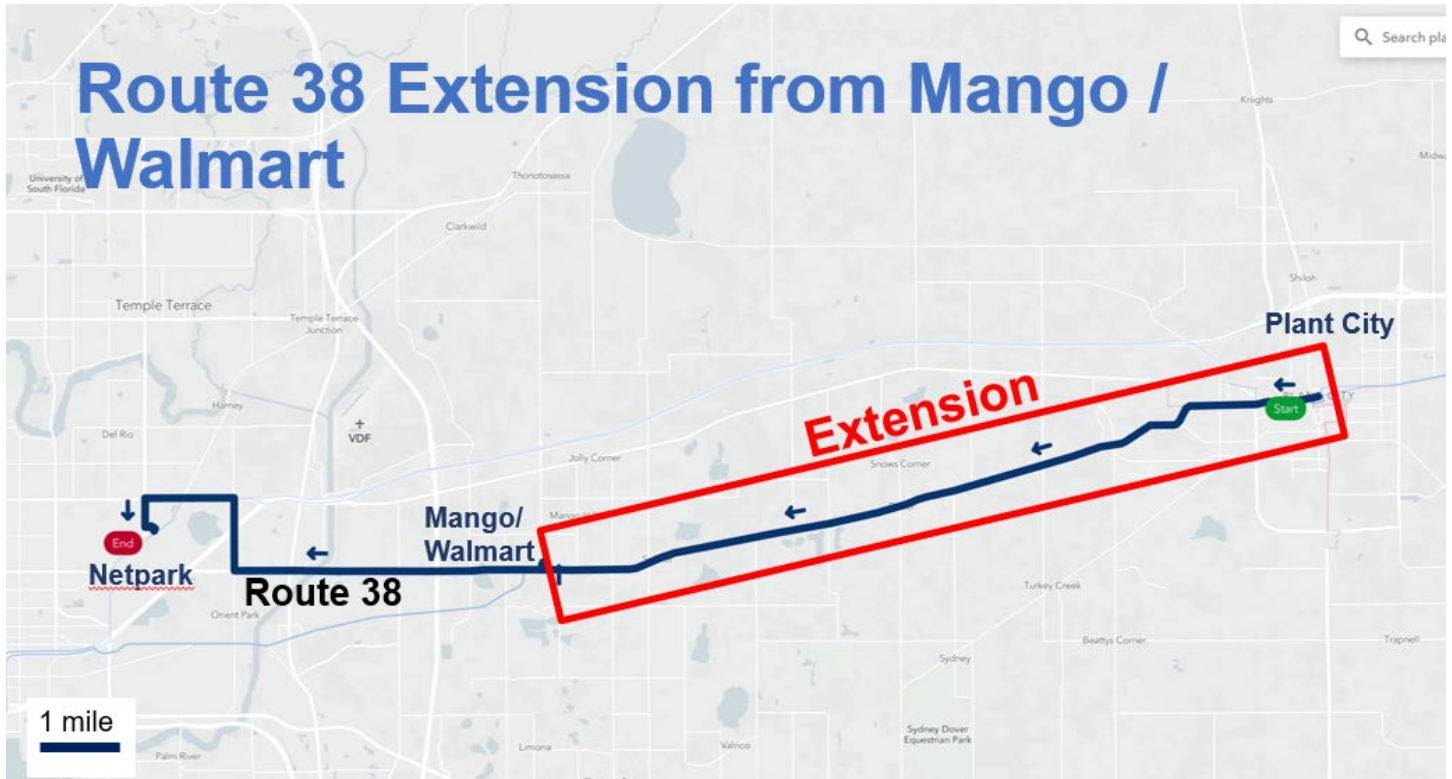 Search pla
Route 38 Extension from Mango /
Walmart
Knights
Midwa
University of
South Florida
Thonotosassa
Clarkwild
Shiloh
Temple Terrace
Temple Terrace
Junction
Plant City
Extension
Start
Harney
VDF
Del Rio
Jolly Corner
Snows Corner
Mango/
Walmart
End
Netpark
Route 38
Orient Park
Turkey Creek
Beattys Corner
Trapnell
Sydney
1 mile
Sydney Dover
Equestrian Park
Limona
Valrico
Palm River